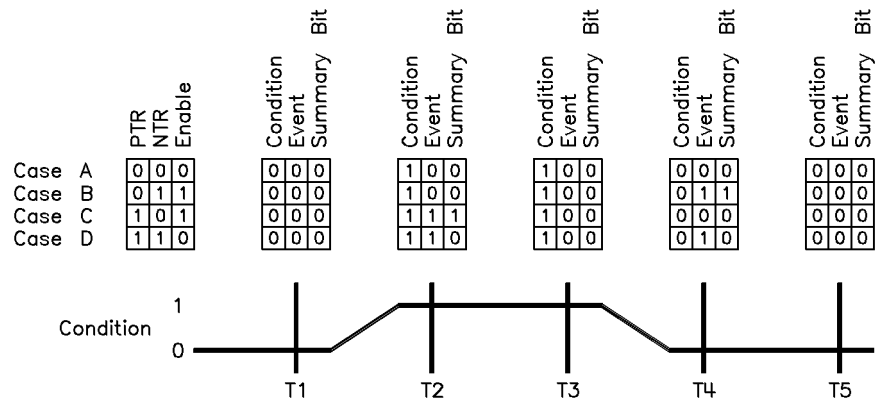 PTR NTR Enable Condition Event Summary Bit Condition Event Summary Bit Condition Event Summary Bit Condition Event Summary Bit Condition Event Summary Bit
Case A 0 0 0 0 0 0 1 0 0 1 0 0 0 0 0 0 0 0
Case B 0 1 1 0 0 0 1 0 0 1 0 0 0 1 1 0 0 0
Case C 1 0 1 0 0 0 1 1 1 1 0 0 0 0 0 0 0 0
Case D 1 1 0 0 0 0 1 1 0 1 0 0 0 1 0 0 0 0
1
Condition
0
T1 T2 T3 T4 T5